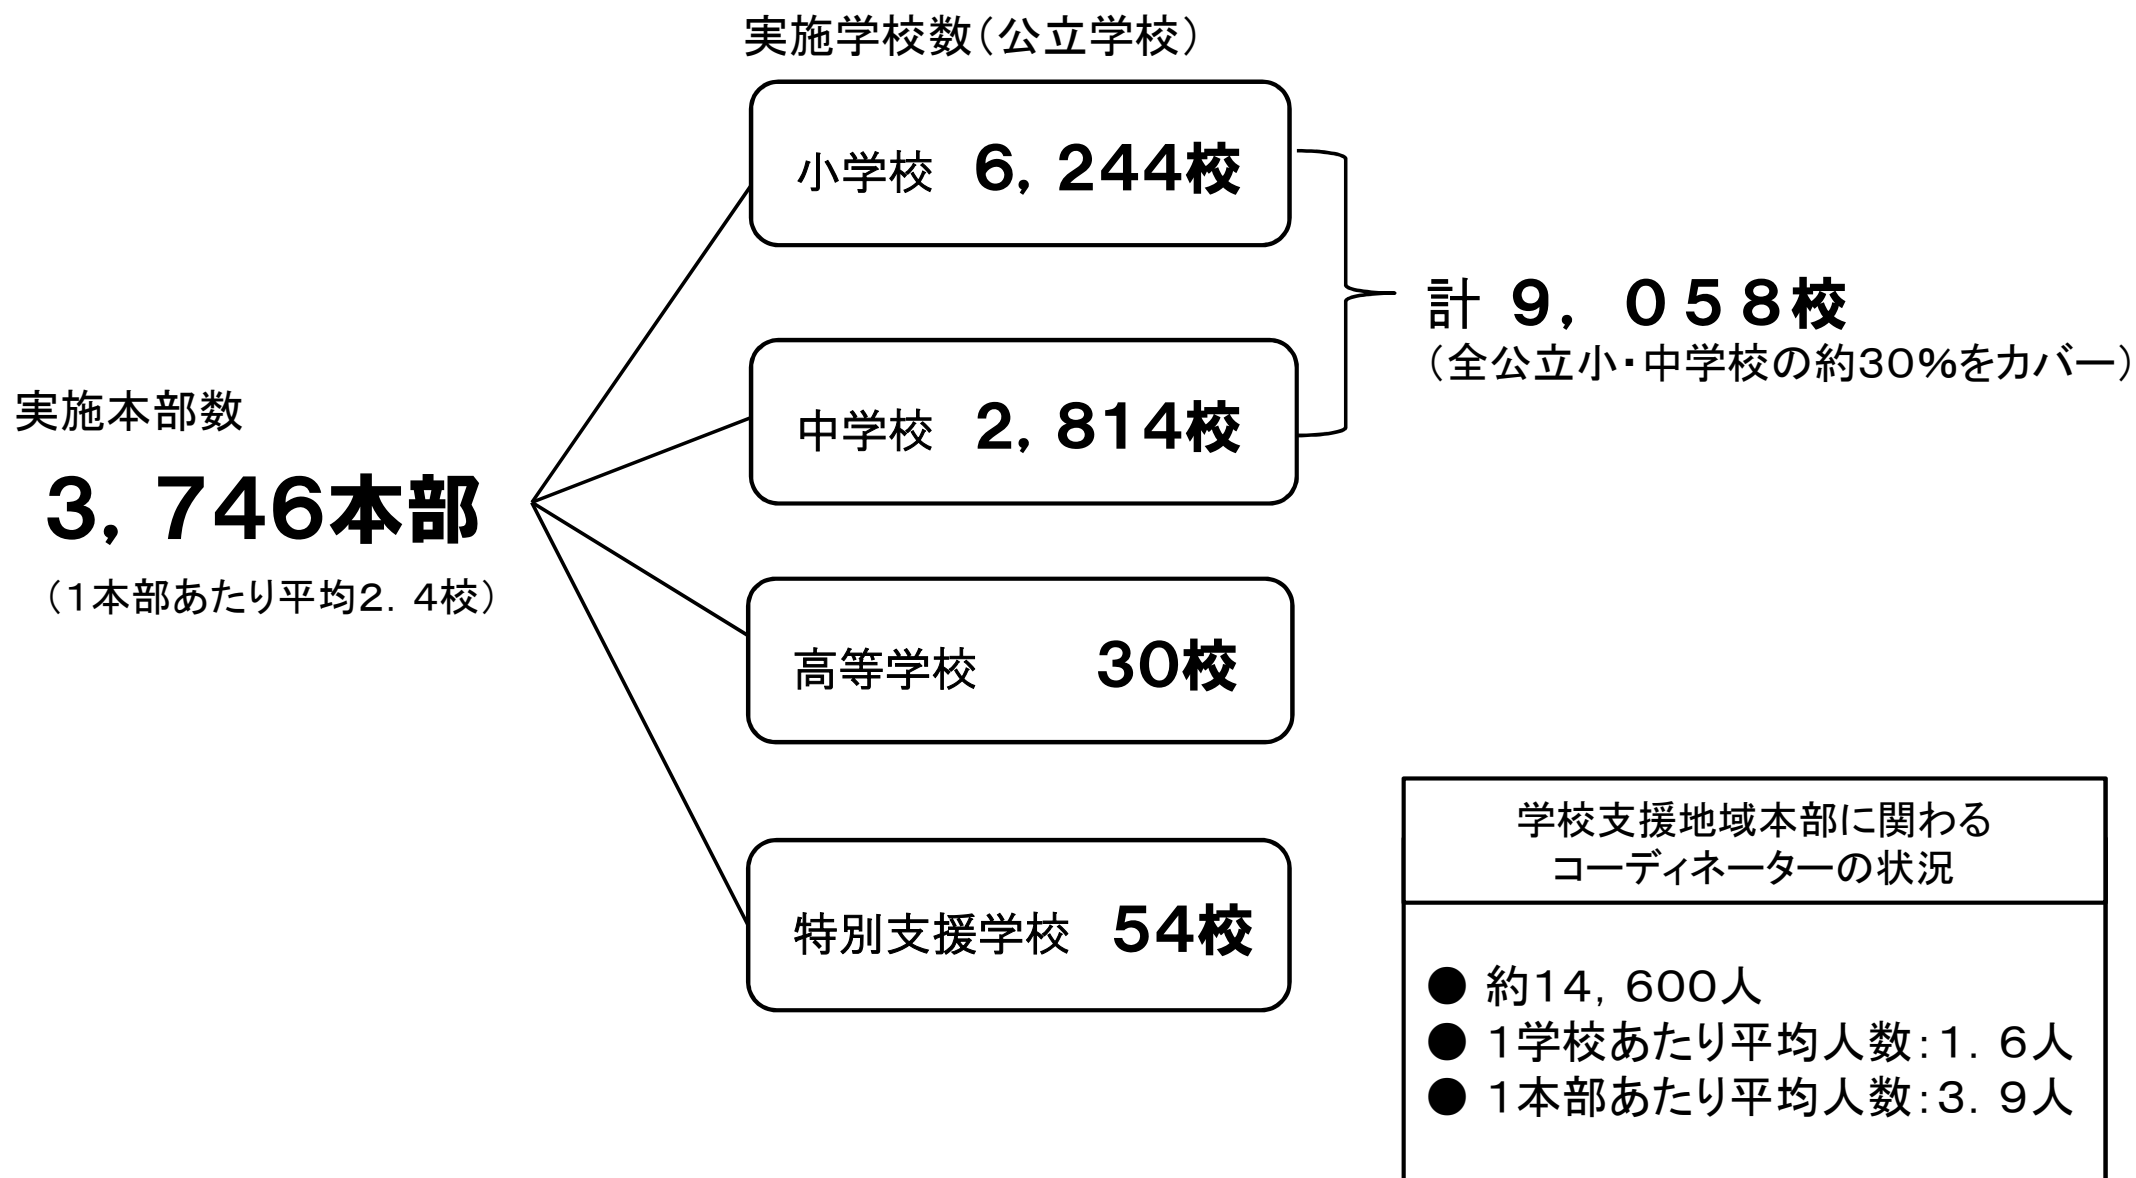 実施学校数（公立学校）
小学校　６，２４４校
中学校　２，８１４校
計 ９，０５８校
（全公立小・中学校の約３０％をカバー）
実施本部数
３，７４６本部
（１本部あたり平均２．４校）
高等学校　３０校
特別支援学校　５４校
学校支援地域本部に関わる
コーディネーターの状況
● 約１４，６００人
● １学校あたり平均人数：１．６人
● １本部あたり平均人数：３．９人